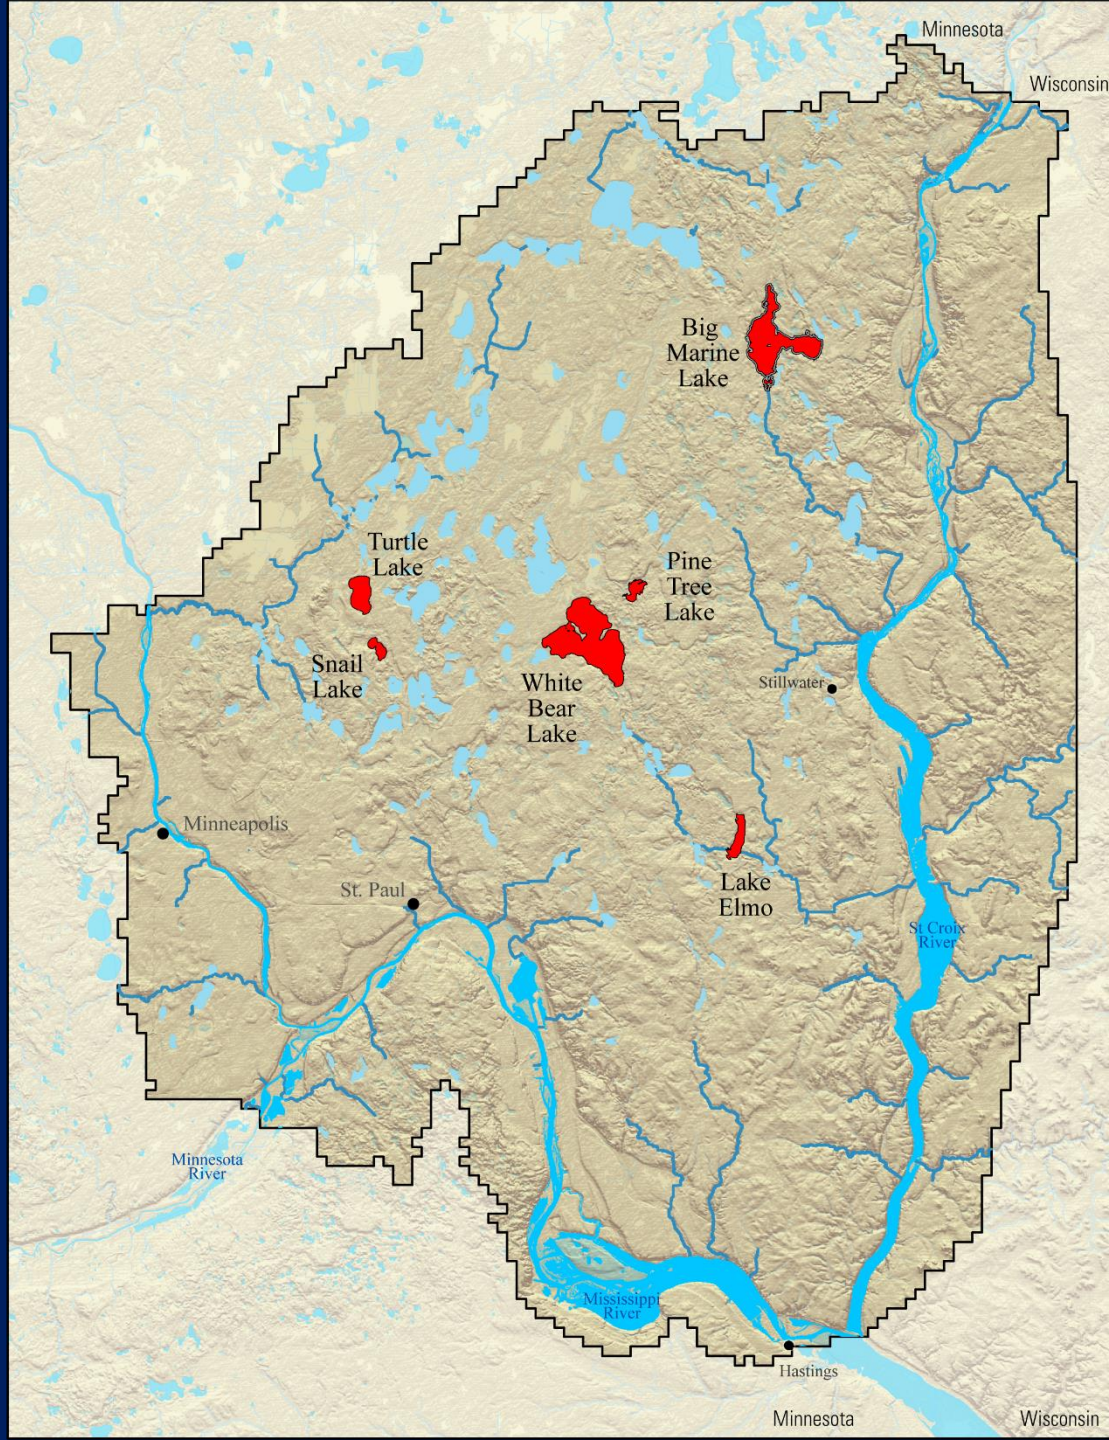 Minnesota
Wisconsin
Big
Marine
Lake
Turtle
Lake
Pine
Tree
Lake
Snail
Lake
White
Bear
Lake
Stillwater
Minneapolis
St. Paul
Lake
Elmo
St Croix
River
Minnesota
River
Mississippi
River
Hastings
Minnesota
Wisconsin